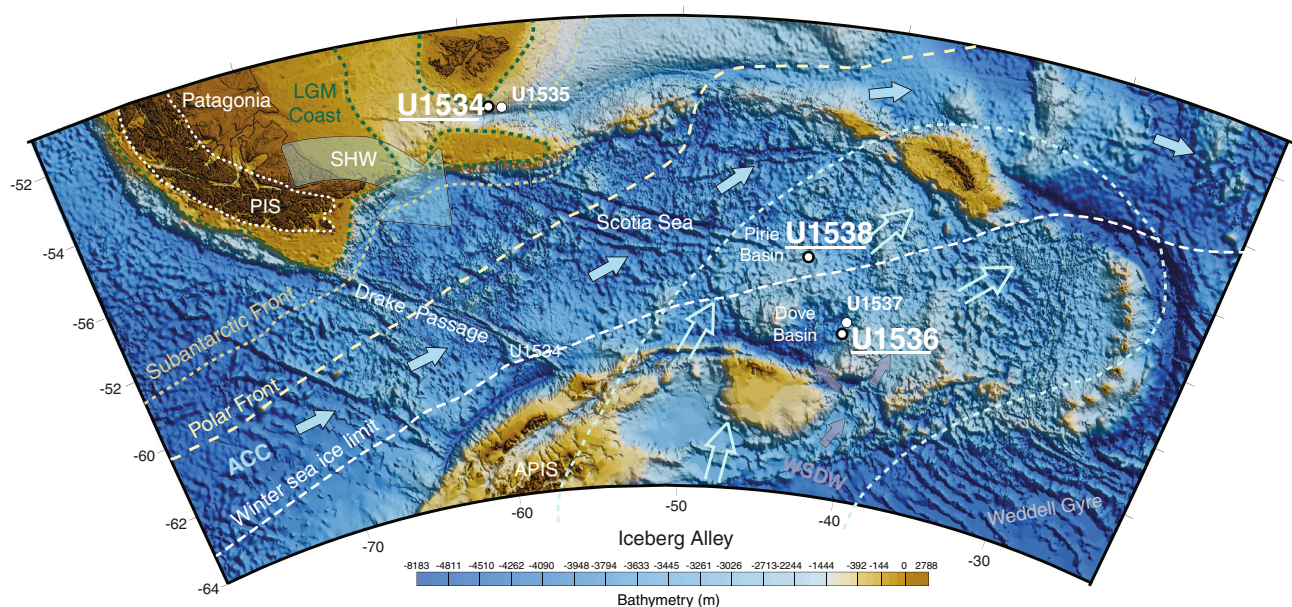 Patagonia
LGM
Coast
U1534
U1535
SHW
PIS
-52
-54
-56
-52
-60
-62
-64
Scotia Sea
Pirie
Basin
U1538
Drake Passage
Subantarctic Front
U1537
Dove
Basin
U1536
U1534
Polar Front
ACC
Winter sea ice limit
APIS
WSDW
Weddell Gyre
-70
-60
-50
-40
-30
Iceberg Alley
-8183 -4811 -4510 -4262 -4090 -3948 -3794 -3633 -3445 -3261 -3026 -2713 -2244 -1444 -392 -144 0 2788
Bathymetry (m)